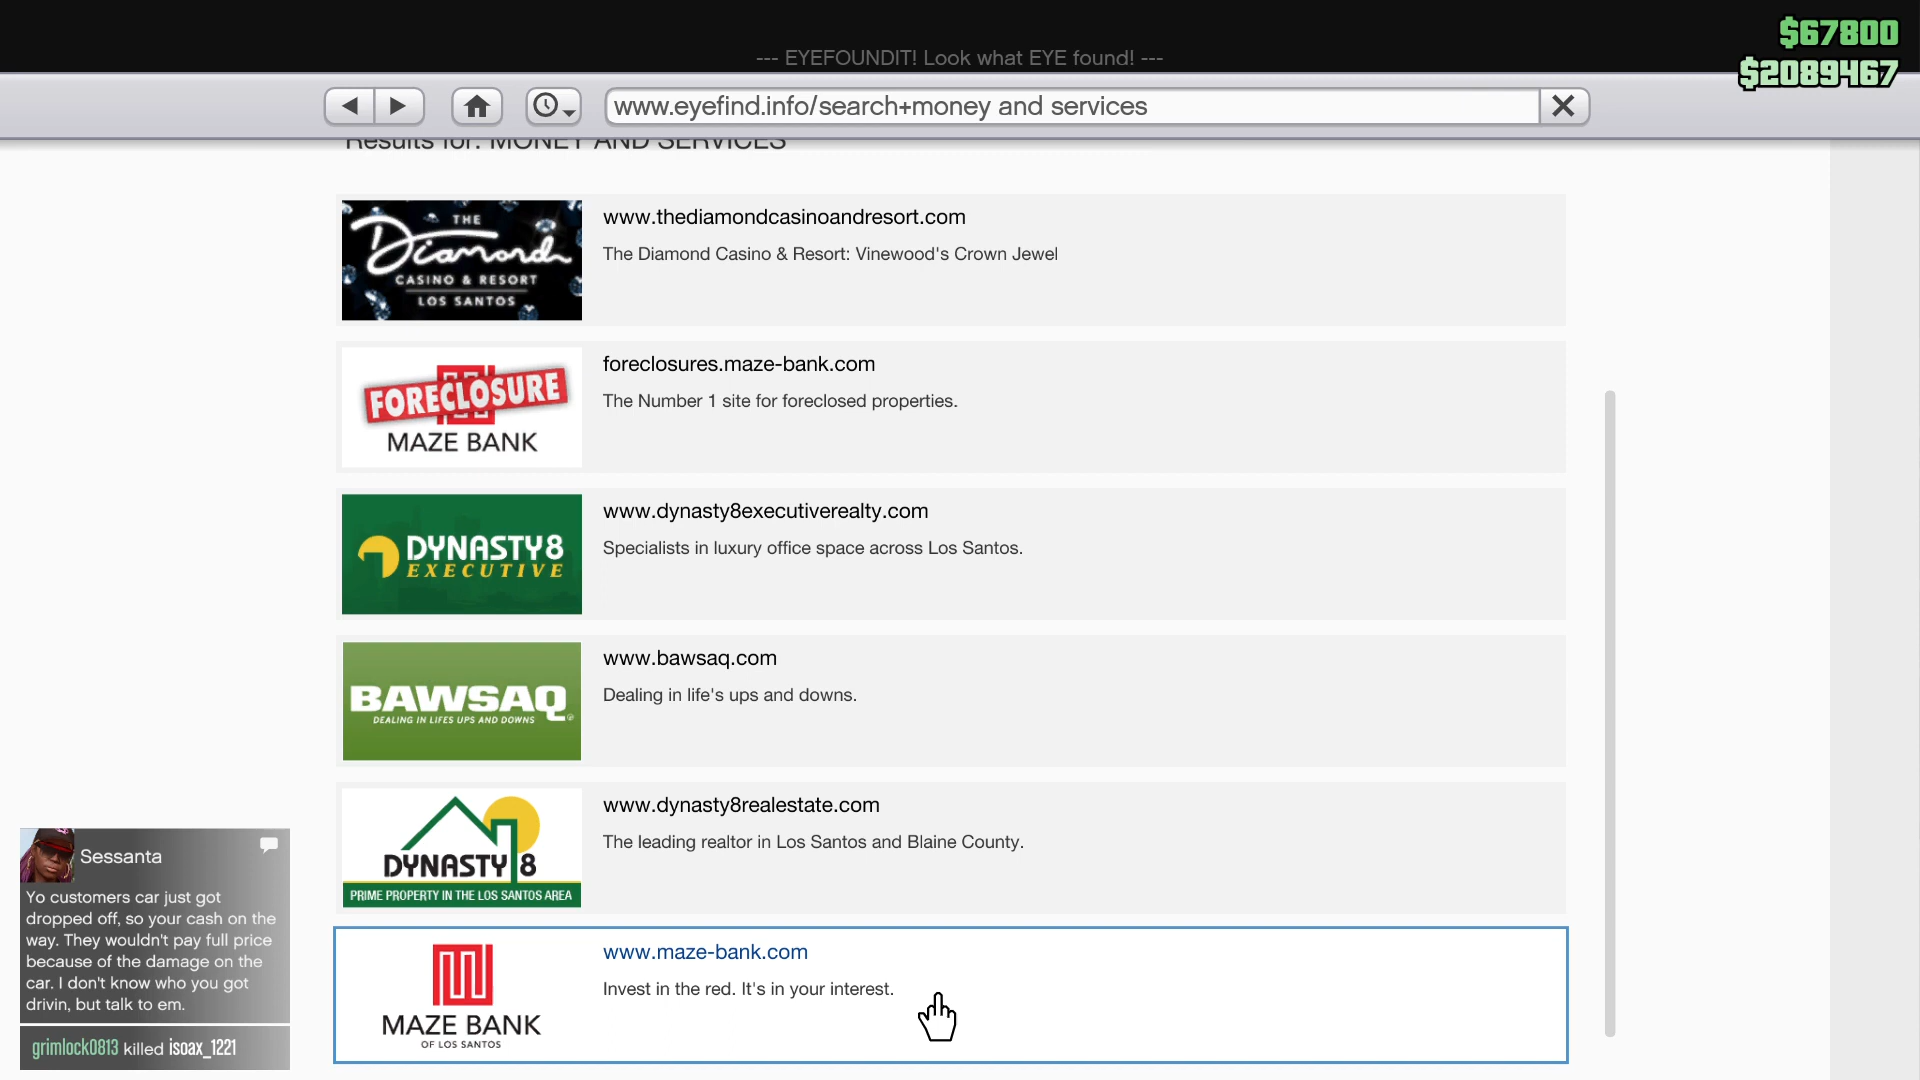 $67800
--- EYEFOUNDIT! Look what EYE found! ---
$2089467
www.eyefind.info/search+money and services
Results for: MONEY AND SERVICES
THE
Diamond
CASINO & RESORT
LOS SANTOS
www.thediamondcasinoandresort.com
The Diamond Casino & Resort: Vinewood's Crown Jewel
FORECLOSURE
MAZE BANK
foreclosures.maze-bank.com
The Number 1 site for foreclosed properties.
DYNASTY8
EXECUTIVE
www.dynasty8executiverealty.com
Specialists in luxury office space across Los Santos.
BAWSAQ
DEALING IN LIFES UPS AND DOWNS
www.bawsaq.com
Dealing in life's ups and downs.
DYNASTY 8
PRIME PROPERTY IN THE LOS SANTOS AREA
www.dynasty8realestate.com
The leading realtor in Los Santos and Blaine County.
MAZE BANK
OF LOS SANTOS
www.maze-bank.com
Invest in the red. It's in your interest.
Sessanta
Yo customers car just got
dropped off, so your cash on the
way. They wouldn't pay full price
because of the damage on the
car. I don't know who you got
drivin, but talk to em.
grimlock0813 killed isoax_1221